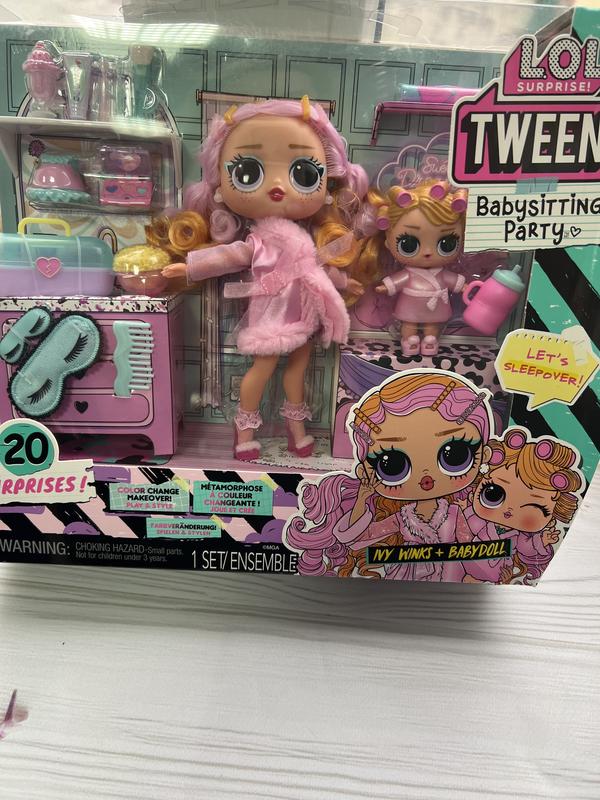 LOL
SURPRISE!
TWEEN
Babysitting
Party
LET'S
SLEEPOVER!
20
RPRISES!
COLOR CHANGE
MAKEOVER!
PLAY & STYLE
MÉTAMORPHOSE
À COULEUR
CHANGEANTE !
JOUE ET CRÉE
FARBVERÄNDERUNG!
SPIELEN & STYLEN
©MGA
WARNING: CHOKING HAZARD-Small parts.
Not for children under 3 years.
1 SET/ENSEMBLE
IVY WINKS + BABYDOLL